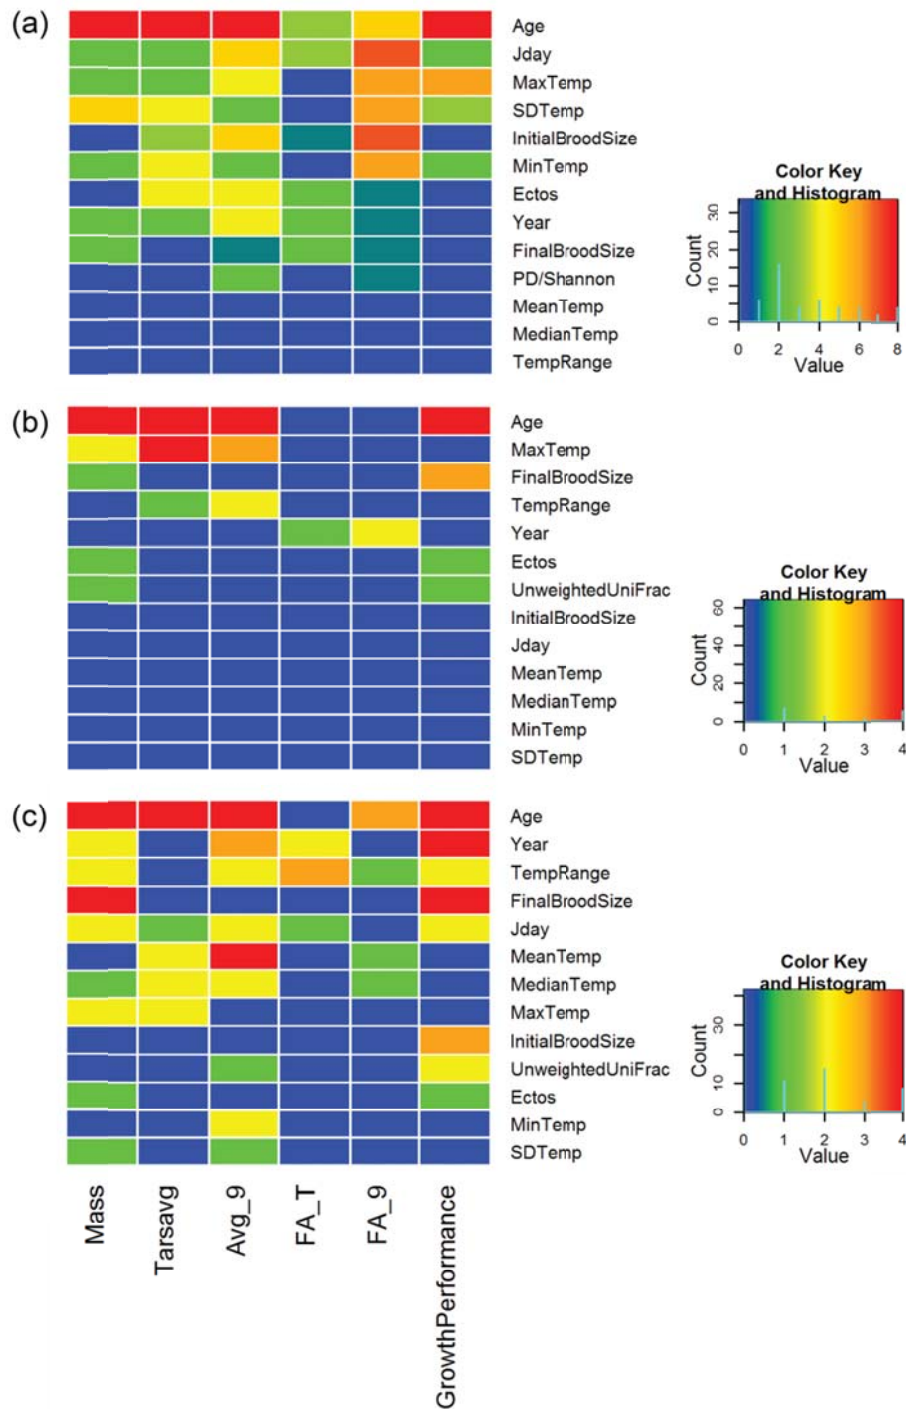 (a)
Age
Jday
MaxTemp
SDTemp
InitialBroodSize
MinTemp
Ectos
Year
FinalBroodSize
PD/Shannon
MeanTemp
MedianTemp
TempRange
Color Key
and Histogram
Count
0 10 20 30
0 2 4 6 8
Value
(b)
Age
MaxTemp
FinalBroodSize
TempRange
Year
Ectos
UnweightedUniFrac
InitialBroodSize
Jday
MeanTemp
MedianTemp
MinTemp
SDTemp
Color Key
and Histogram
Count
0 20 40 60
0 1 2 3 4
Value
(c)
Age
Year
TempRange
FinalBroodSize
Jday
MeanTemp
MedianTemp
MaxTemp
InitialBroodSize
UnweightedUniFrac
Ectos
MinTemp
SDTemp
Color Key
and Histogram
Count
0 10 30
0 1 2 3 4
Value
Mass
Tarsavg
Avg_9
FA_T
FA_9
GrowthPerformance